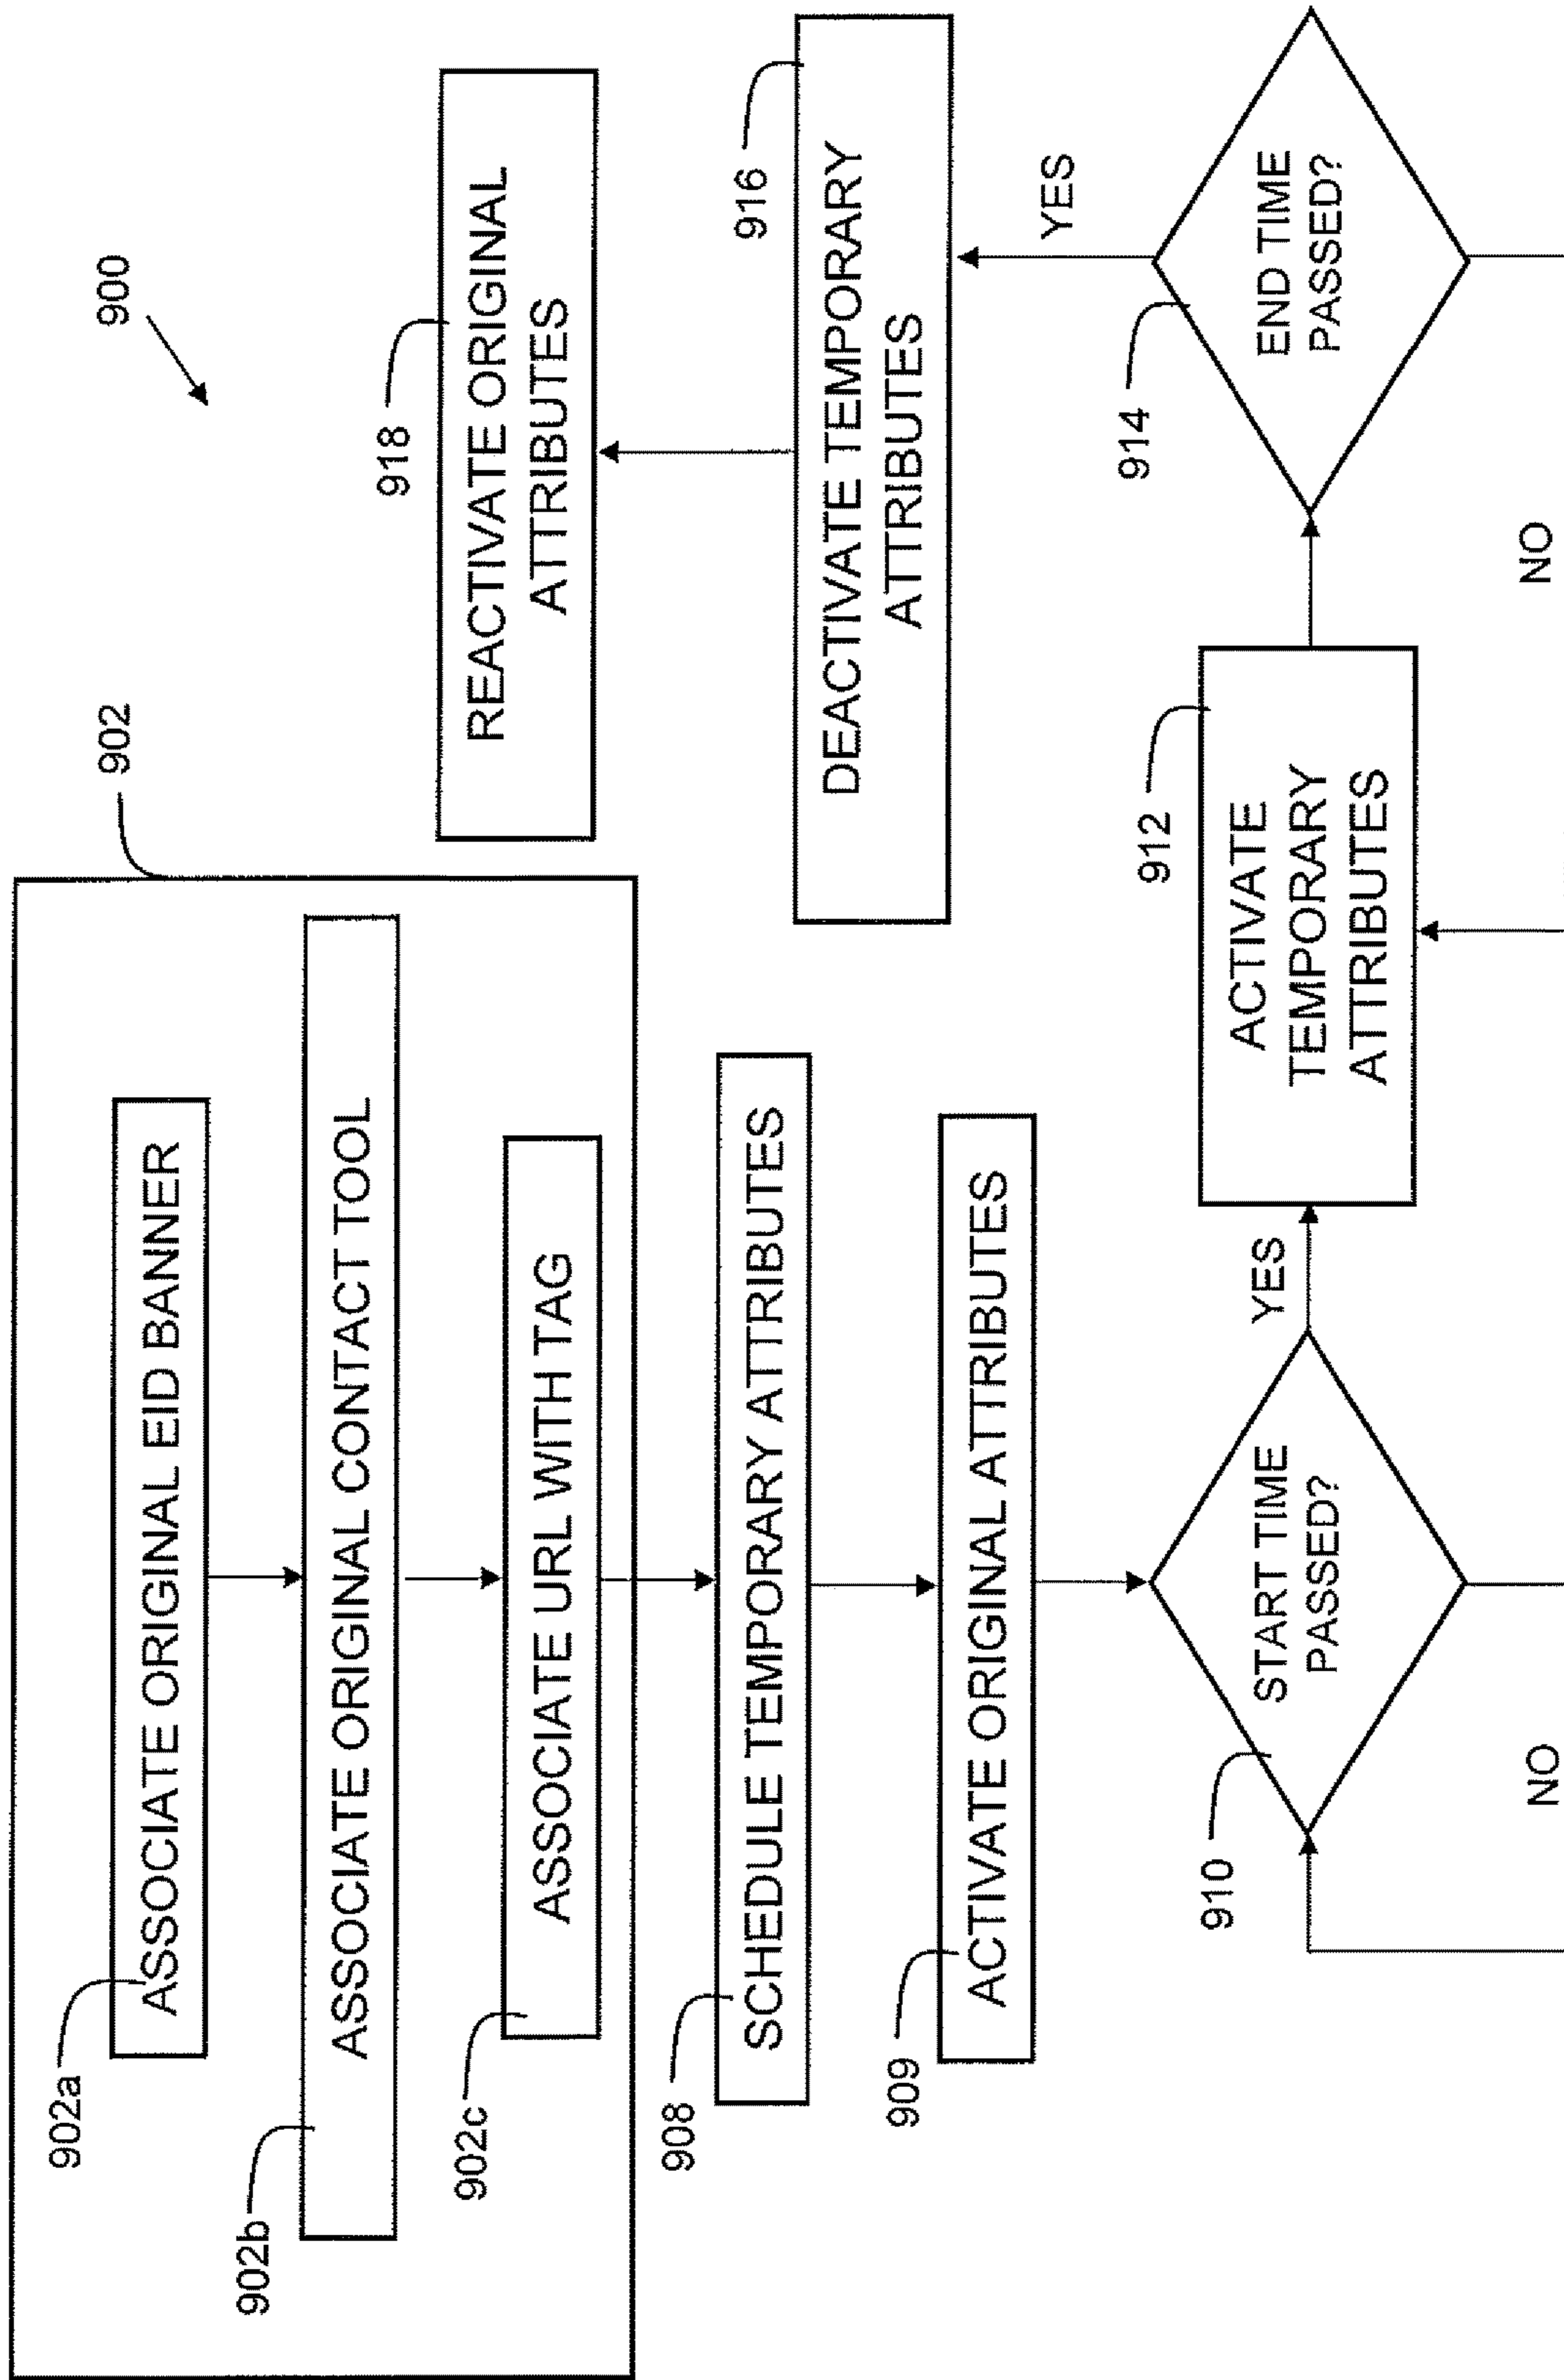 900
902
902a
ASSOCIATE ORIGINAL EID BANNER
902b
ASSOCIATE ORIGINAL CONTACT TOOL
902c
ASSOCIATE URL WITH TAG
908
SCHEDULE TEMPORARY ATTRIBUTES
909
ACTIVATE ORIGINAL ATTRIBUTES
910
START TIME
PASSED?
YES
NO
912
ACTIVATE
TEMPORARY
ATTRIBUTES
914
END TIME
PASSED?
YES
NO
916
DEACTIVATE TEMPORARY
ATTRIBUTES
918
REACTIVATE ORIGINAL
ATTRIBUTES